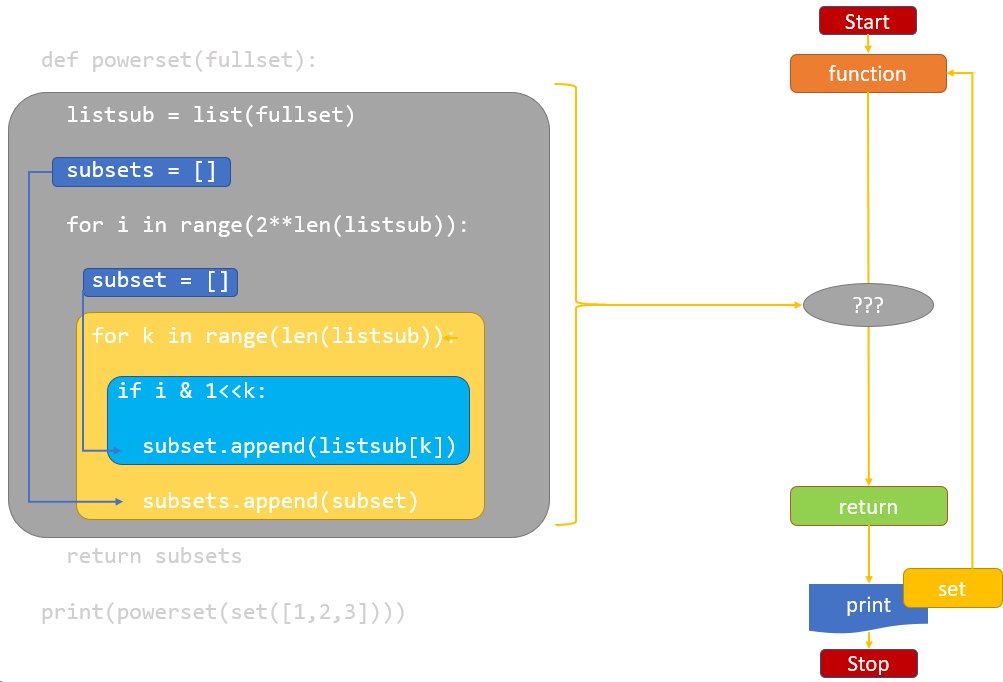 def powerset(fullset):
listsub = list(fullset)
subsets = []
for i in range(2**len(listsub)):
subset = []
for k in range(len(listsub)):
if i & 1<<k:
subset.append(listsub[k])
subsets.append(subset)
return subsets
print(powerset(set([1,2,3])))
Start
function
???
return
set
print
Stop